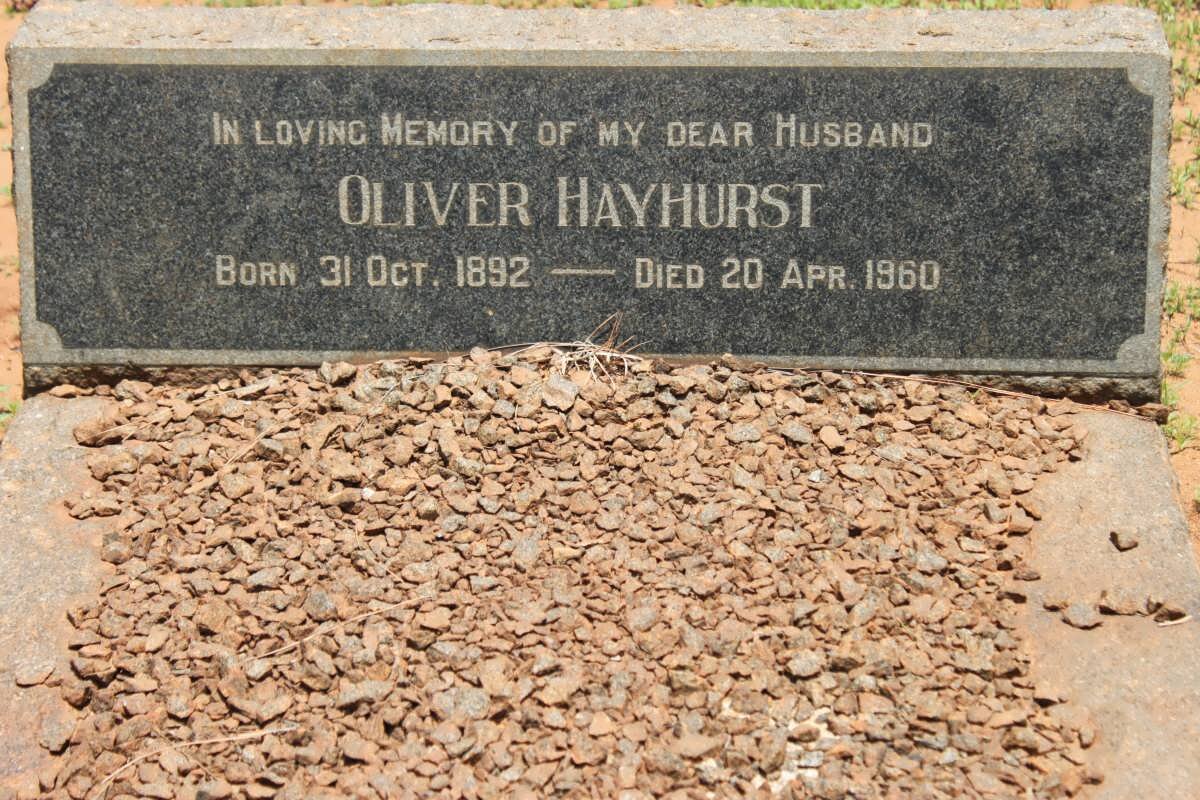 In loving Memory of my dear Husband
Oliver Hayhurst
Born 31 Oct. 1892 — Died 20 Apr. 1960